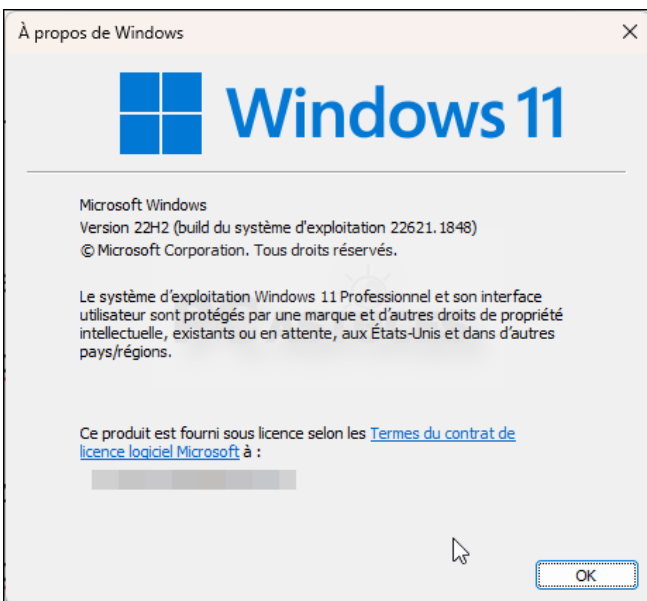 À propos de Windows
Windows 11
Microsoft Windows
Version 22H2 (build du système d'exploitation 22621.1848)
© Microsoft Corporation. Tous droits réservés.
Le système d’exploitation Windows 11 Professionnel et son interface
utilisateur sont protégés par une marque et d’autres droits de propriété
intellectuelle, existants ou en attente, aux États-Unis et dans d’autres
pays/régions.
Ce produit est fourni sous licence selon les Termes du contrat de
licence logiciel Microsoft à :
OK